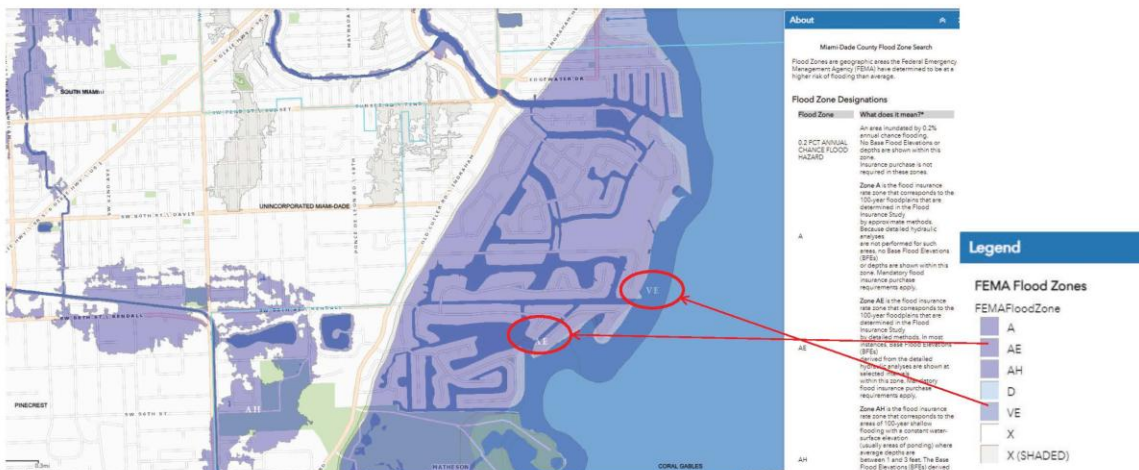 EDGEWATER DR
SOUTH MIAMI
UNINCORPORATED MIAMI-DADE
VE
AE
AH
PINECREST
SW 96TH ST
MATHESON
CORAL GABLES
0.3mi
About
Miami-Dade County Flood Zone Search
Flood Zones are geographic areas the Federal Emergency
Management Agency (FEMA) have determined to be at a
higher risk of flooding than average.
Flood Zone Designations
Flood Zone What does it mean?*
An area inundated by 0.2%
annual chance flooding.
0.2 PCT ANNUAL No Base Flood Elevations or
CHANCE FLOOD depths are shown within this
HAZARD zone.
Insurance purchase is not
required in these zones.
Zone A is the flood insurance
rate zone that corresponds to the
100-year floodplains that are
determined in the Flood
Insurance Study
by approximate methods.
Because detailed hydraulic
A analyses
are not performed for such
areas, no Base Flood Elevations
(BFEs)
or depths are shown within this
zone. Mandatory flood
insurance purchase
requirements apply.
Zone AE is the flood insurance
rate zone that corresponds to the
100-year floodplains that are
determined in the Flood
Insurance Study
by detailed methods. In most
AE instances, Base Flood Elevations
(BFEs)
derived from the detailed
hydraulic analyses are shown at
selected intervals
within this zone. Mandatory
flood insurance purchase
requirements apply.
Zone AH is the flood insurance
rate zone that corresponds to the
areas of 100-year shallow
flooding with a constant water-
surface elevation
(usually areas of ponding) where
average depths are
AH between 1 and 3 feet. The Base
Flood Elevations (BFEs) derived
Legend
FEMA Flood Zones
FEMAFloodZone
A
AE
AH
D
VE
X
X (SHADED)